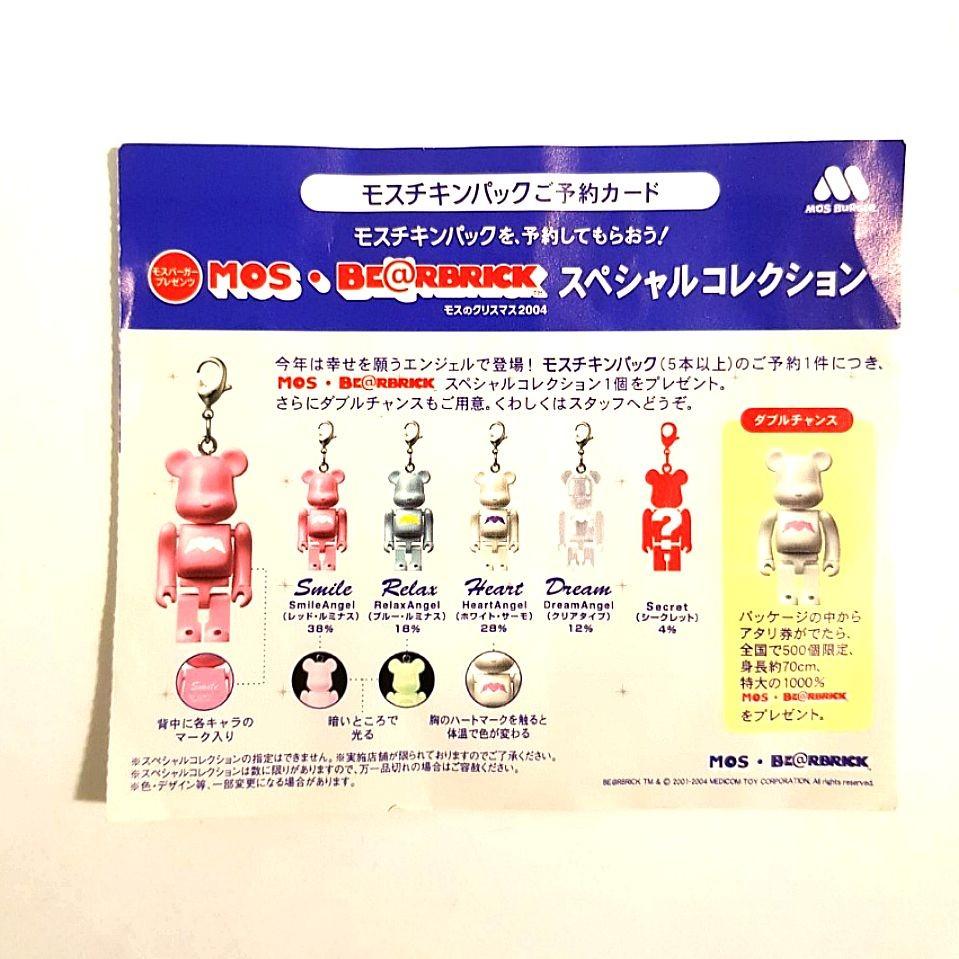 モスチキンパックご予約カード
MOS BURGER
モスチキンパックを、予約してもらおう!
モスバーガー
プレゼンツ
MOS・BE@RBRICK TM スペシャルコレクション
モスのクリスマス2004
今年は幸せを願うエンジェルで登場! モスチキンパック(5本以上)のご予約1件につき、
MOS・BE@RBRICK スペシャルコレクション1個をプレゼント。
さらにダブルチャンスもご用意。くわしくはスタッフへどうぞ。
ダブルチャンス
?
Smile Relax Heart Dream
SmileAngel RelaxAngel HeartAngel DreamAngel Secret
(レッド・ルミナス) (ブルー・ルミナス) (ホワイト・サーモ) (クリアタイプ) (シークレット)
38% 18% 28% 12% 4%
パッケージの中から
アタリ券がでたら、
全国で500個限定、
身長約70cm、
特大の1000%
MOS・BE@RBRICK
をプレゼント。
Smile
背中に各キャラの
マーク入り
暗いところで
光る
胸のハートマークを触ると
体温で色が変わる
※スペシャルコレクションの指定はできません。※実施店舗が限られておりますのでご了承ください。
※スペシャルコレクションは数に限りがありますので、万一品切れの場合はご容赦ください。
※色・デザイン等、一部変更になる場合があります。
MOS・BE@RBRICK
BE@RBRICK TM & © 2001-2004 MEDICOM TOY CORPORATION. All rights reserved.